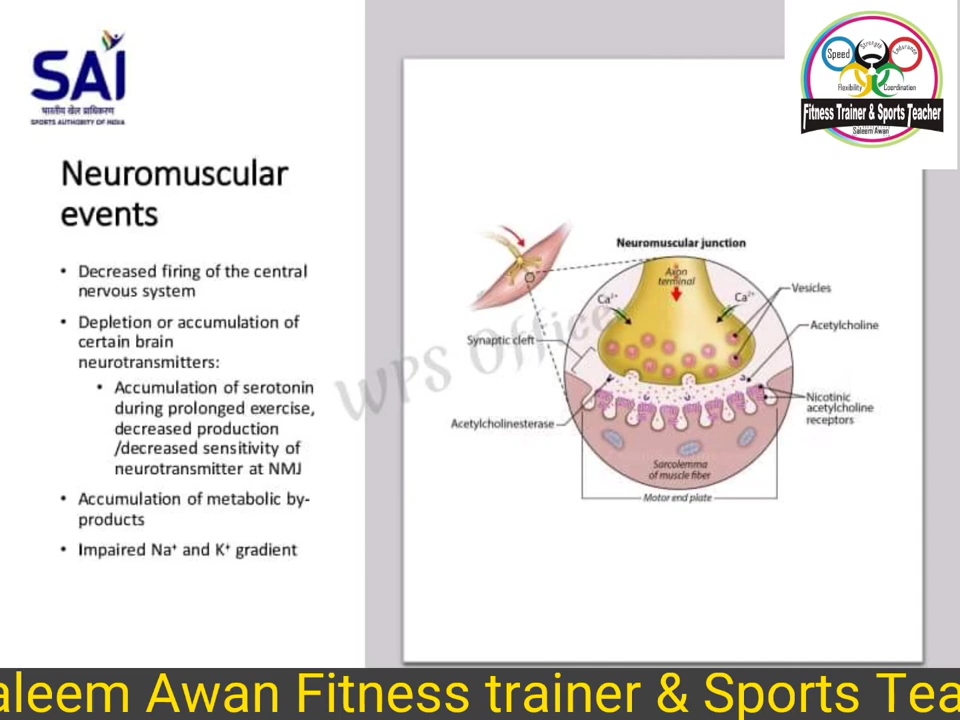 SAI
भारतीय खेल प्राधिकरण
SPORTS AUTHORITY OF INDIA
Speed
Strength
Endurance
Flexibility
Coordination
Fitness Trainer & Sports Teacher
Saleem Awan
Neuromuscular
events
• Decreased firing of the central
nervous system
• Depletion or accumulation of
certain brain
neurotransmitters:
• Accumulation of serotonin
during prolonged exercise,
decreased production
/decreased sensitivity of
neurotransmitter at NMJ
• Accumulation of metabolic by-
products
• Impaired Na⁺ and K⁺ gradient
Neuromuscular junction
Axon
terminal
Ca²⁺
Ca²⁺
Vesicles
Acetylcholine
Synaptic cleft
Nicotinic
acetylcholine
receptors
Acetylcholinesterase
Sarcolemma
of muscle fiber
Motor end plate
WPS Office
aleem Awan Fitness trainer & Sports Tea